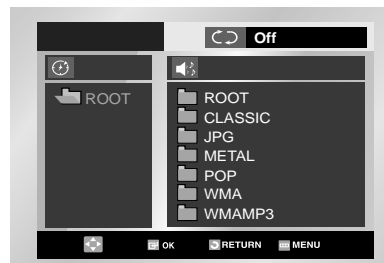 Off
ROOT
ROOT
CLASSIC
JPG
METAL
POP
WMA
WMAMP3
OK RETURN MENU